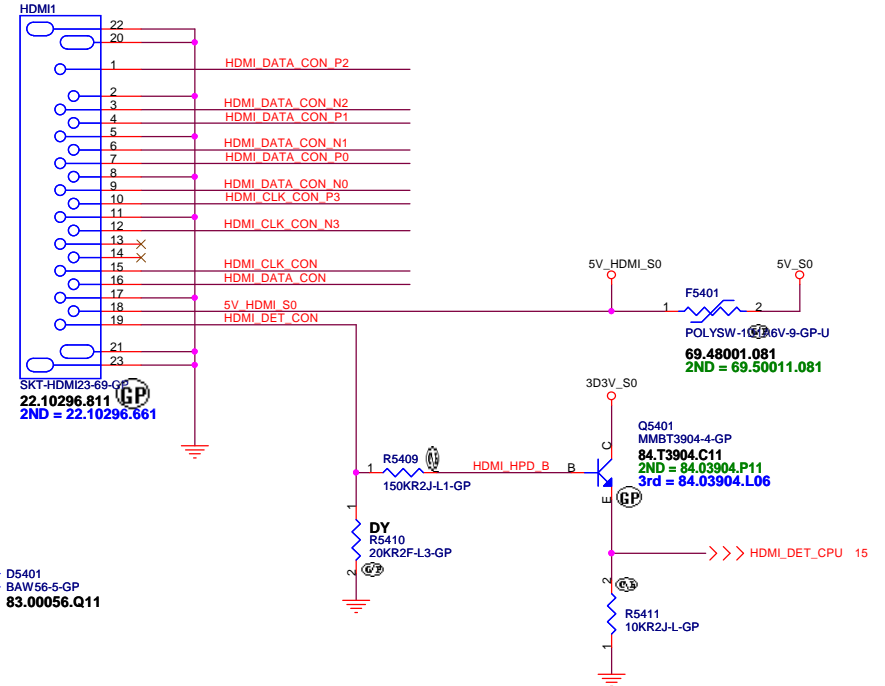 HDMI1
22
20
1 HDMI_DATA_CON_P2
2
3 HDMI_DATA_CON_N2
4 HDMI_DATA_CON_P1
5
6 HDMI_DATA_CON_N1
7 HDMI_DATA_CON_P0
8
9 HDMI_DATA_CON_N0
10 HDMI_CLK_CON_P3
11
12 HDMI_CLK_CON_N3
13
14
15 HDMI_CLK_CON
16 HDMI_DATA_CON
17
18 5V_HDMI_S0
19 HDMI_DET_CON
21
23
SKT-HDMI23-69-GP
GP
22.10296.811
2ND = 22.10296.661
5V_HDMI_S0
5V_S0
F5401
1 2
69.48001.081
2ND = 69.50011.081
3D3V_S0
Q5401
MMBT3904-4-GP
84.T3904.C11
2ND = 84.03904.P11
3rd = 84.03904.L06
C
B
E
GP
1 R5409
150KR2J-L1-GP
HDMI_HPD_B
1
DY
R5410
20KR2F-L3-GP
2
HDMI_DET_CPU 15
2
R5411
10KR2J-L-GP
1
D5401
BAW56-5-GP
83.00056.Q11